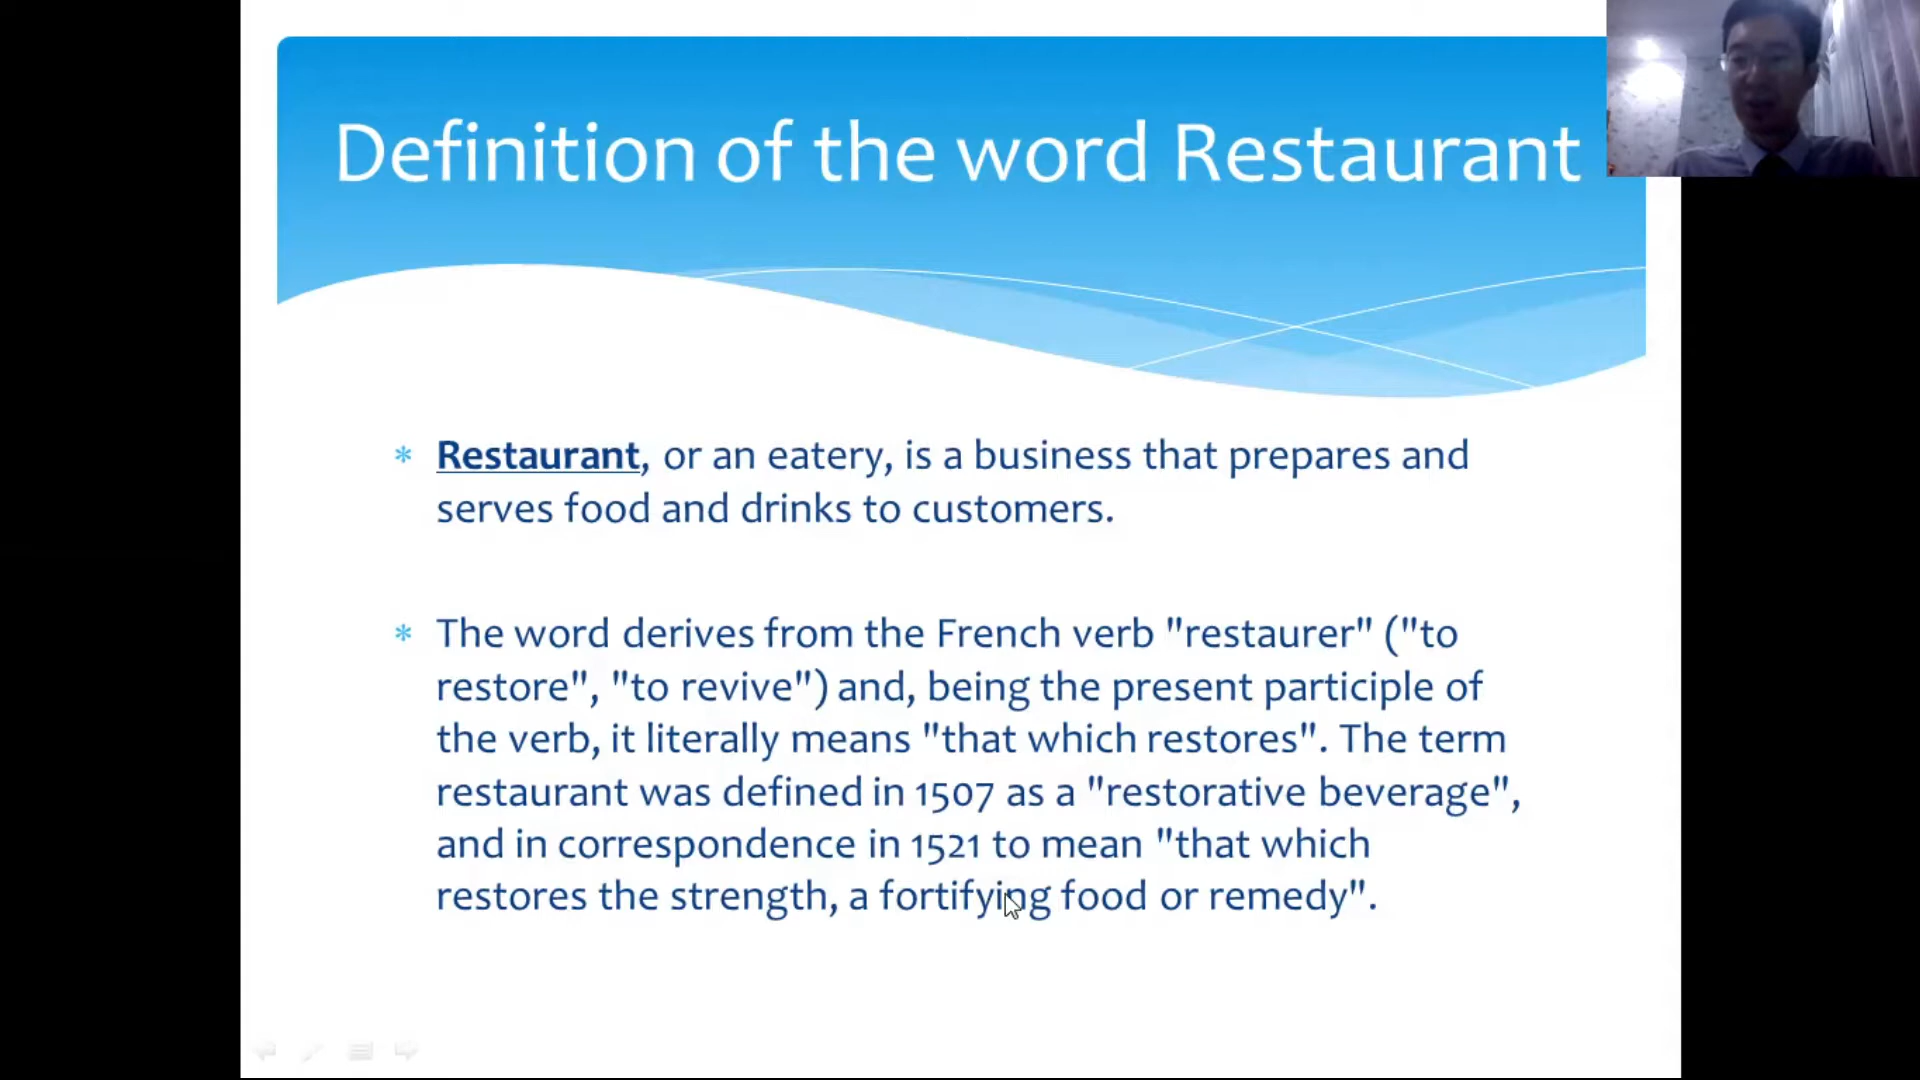 Definition of the word Restaurant
* Restaurant, or an eatery, is a business that prepares and
serves food and drinks to customers.
* The word derives from the French verb "restaurer" ("to
restore", "to revive") and, being the present participle of
the verb, it literally means "that which restores". The term
restaurant was defined in 1507 as a "restorative beverage",
and in correspondence in 1521 to mean "that which
restores the strength, a fortifying food or remedy".